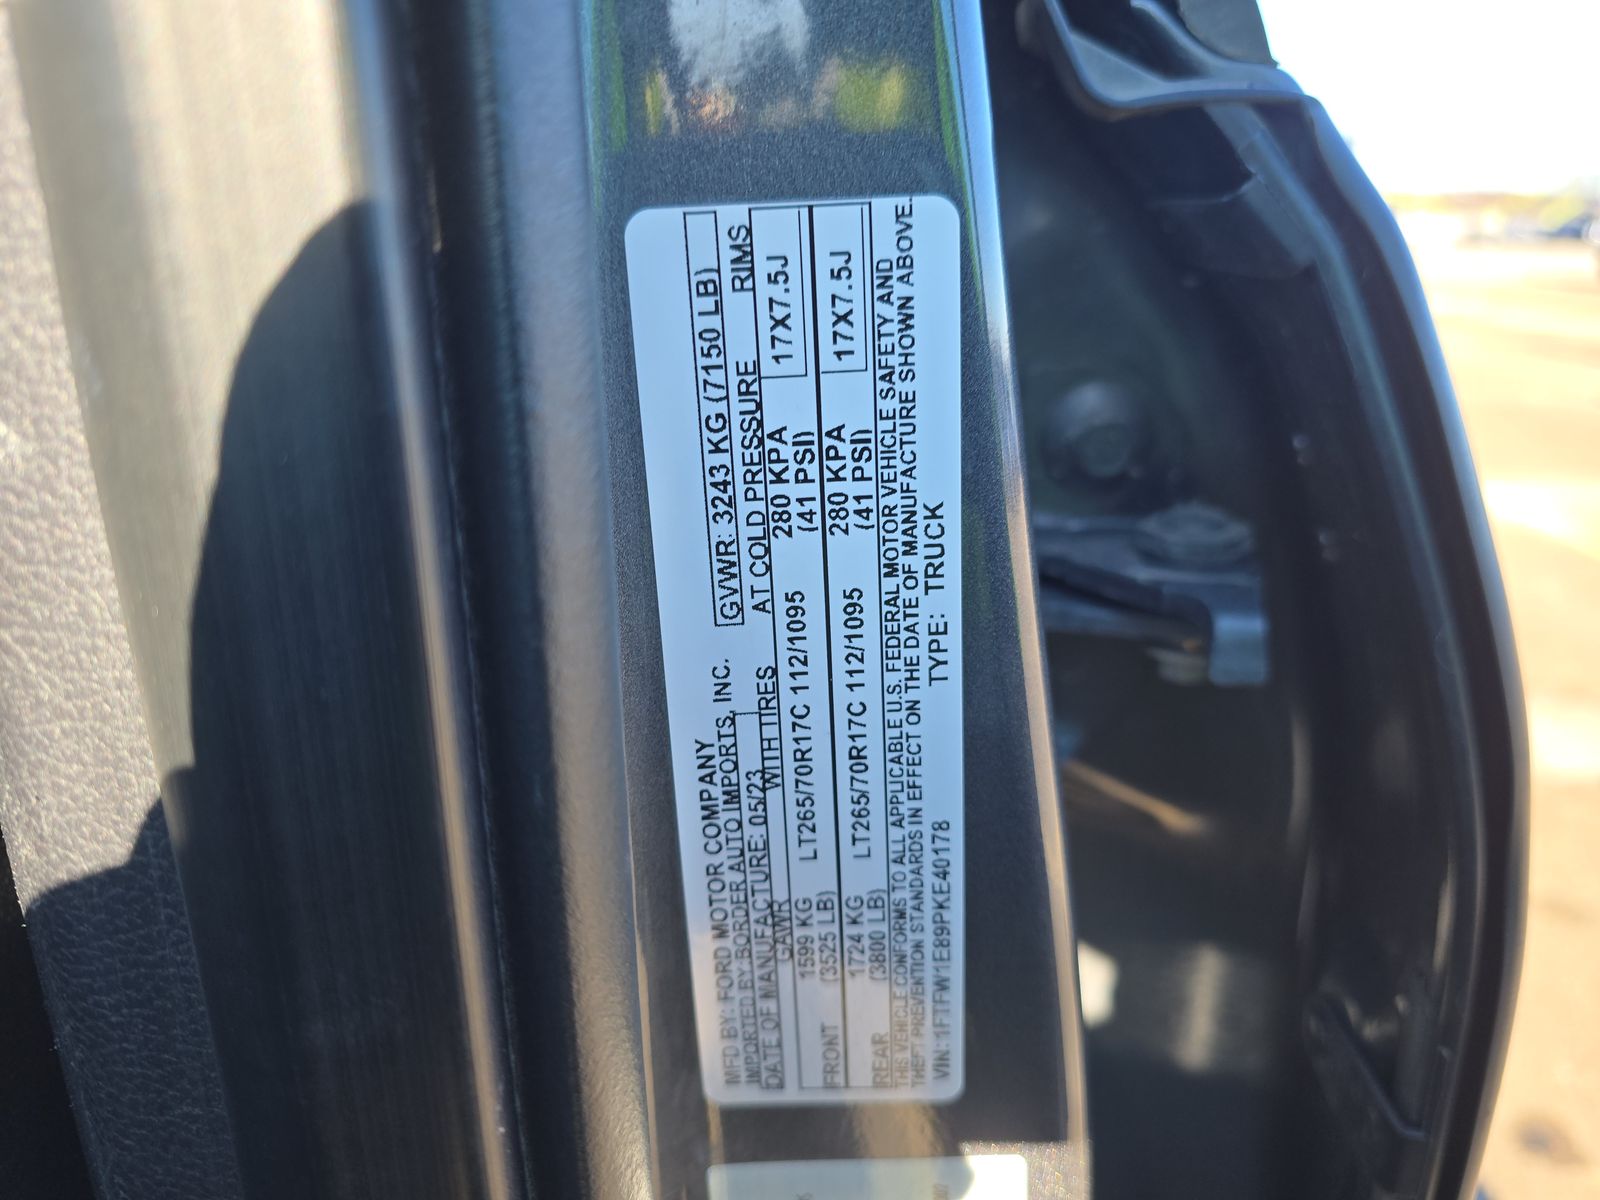 MFD BY: FORD MOTOR COMPANY
IMPORTED BY: BORDER AUTO IMPORTS, INC.
GVWR: 3243 KG (7150 LB)
DATE OF MANUFACTURE: 05/23
GAWR WITH TIRES AT COLD PRESSURE RIMS
1599 KG LT265/70R17C 112/1095 280 KPA 17X7.5J
FRONT (3525 LB) (41 PSI)
1724 KG LT265/70R17C 112/1095 280 KPA 17X7.5J
REAR (3800 LB) (41 PSI)
THIS VEHICLE CONFORMS TO ALL APPLICABLE U.S. FEDERAL MOTOR VEHICLE SAFETY AND
THEFT PREVENTION STANDARDS IN EFFECT ON THE DATE OF MANUFACTURE SHOWN ABOVE.
VIN: 1FTFW1E89PKE40178 TYPE: TRUCK